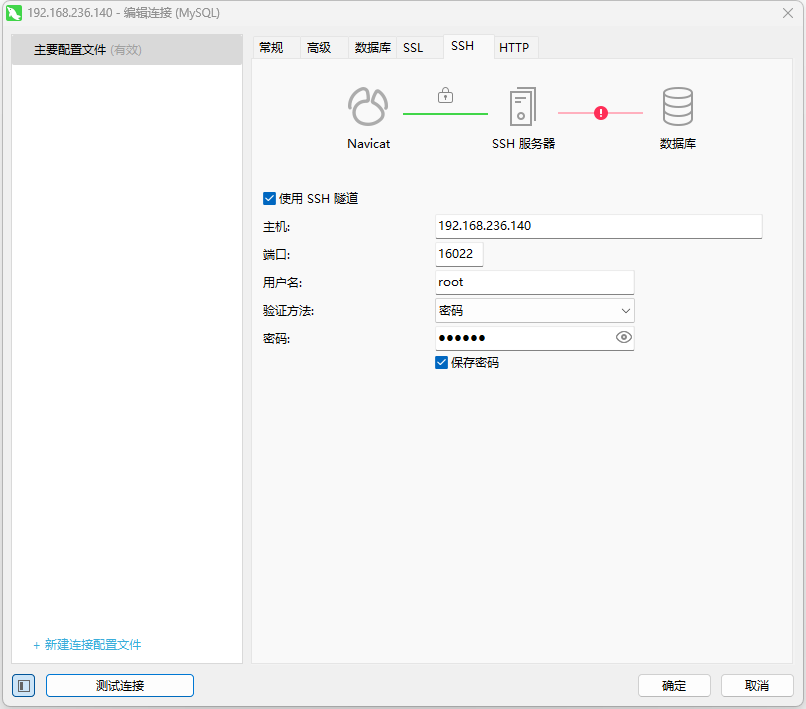 192.168.236.140 - 编辑连接 (MySQL)
主要配置文件 (有效)
常规 高级 数据库 SSL SSH HTTP
Navicat SSH 服务器 数据库
使用 SSH 隧道
主机: 192.168.236.140
端口: 16022
用户名: root
验证方法: 密码
密码: ●●●●●●
保存密码
+ 新建连接配置文件
测试连接 确定 取消